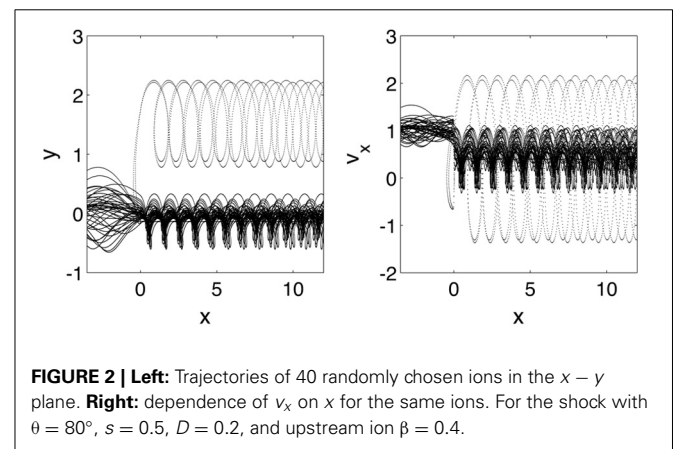 3
2
1
0
-1
y
0
5
10
x
3
2
1
0
-1
-2
v_x
0
5
10
x
FIGURE 2 | Left: Trajectories of 40 randomly chosen ions in the x − y
plane. Right: dependence of v_x on x for the same ions. For the shock with
θ = 80°, s = 0.5, D = 0.2, and upstream ion β = 0.4.